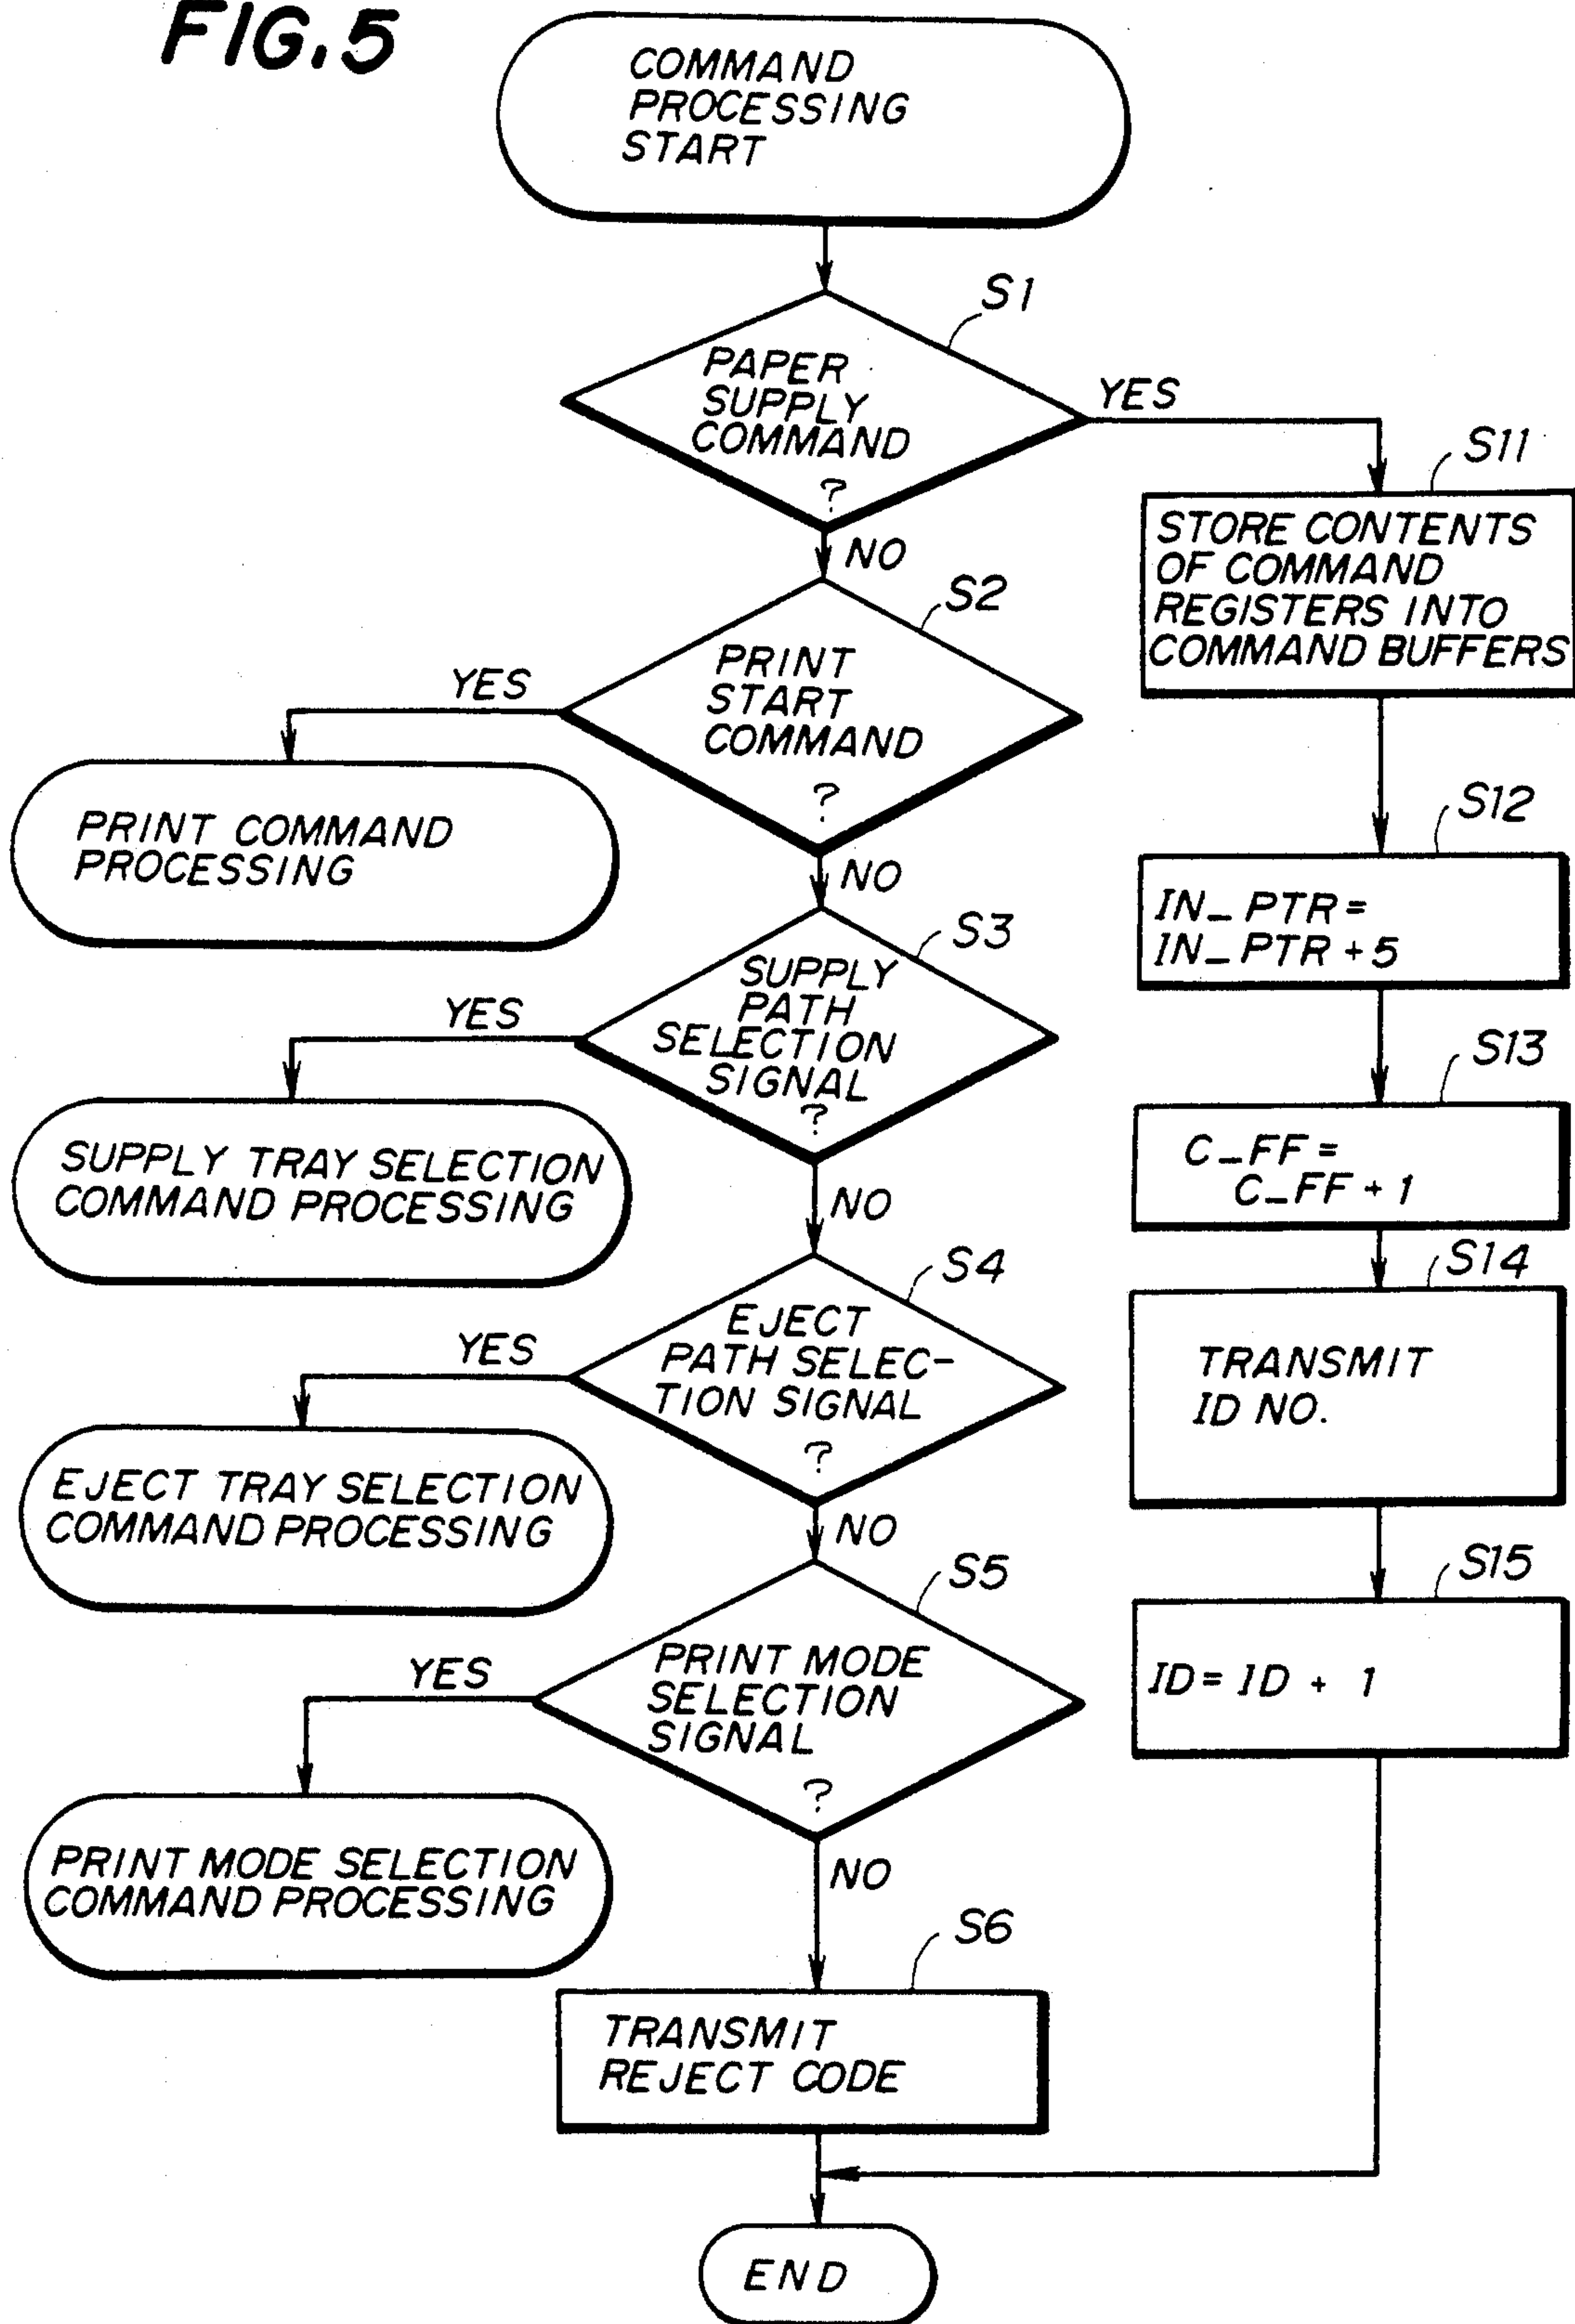 FIG.5
COMMAND
PROCESSING
START
S1
PAPER
SUPPLY
COMMAND
?
YES
NO
S11
STORE CONTENTS
OF COMMAND
REGISTERS INTO
COMMAND BUFFERS
S2
PRINT
START
COMMAND
?
YES
NO
PRINT COMMAND
PROCESSING
S12
IN_PTR=
IN_PTR+5
S3
SUPPLY
PATH
SELECTION
SIGNAL
?
YES
NO
SUPPLY TRAY SELECTION
COMMAND PROCESSING
S13
C_FF=
C_FF+1
S4
EJECT
PATH SELEC-
TION SIGNAL
?
YES
NO
EJECT TRAY SELECTION
COMMAND PROCESSING
S14
TRANSMIT
ID NO.
S5
PRINT MODE
SELECTION
SIGNAL
?
YES
NO
PRINT MODE SELECTION
COMMAND PROCESSING
S15
ID=ID + 1
S6
TRANSMIT
REJECT CODE
END